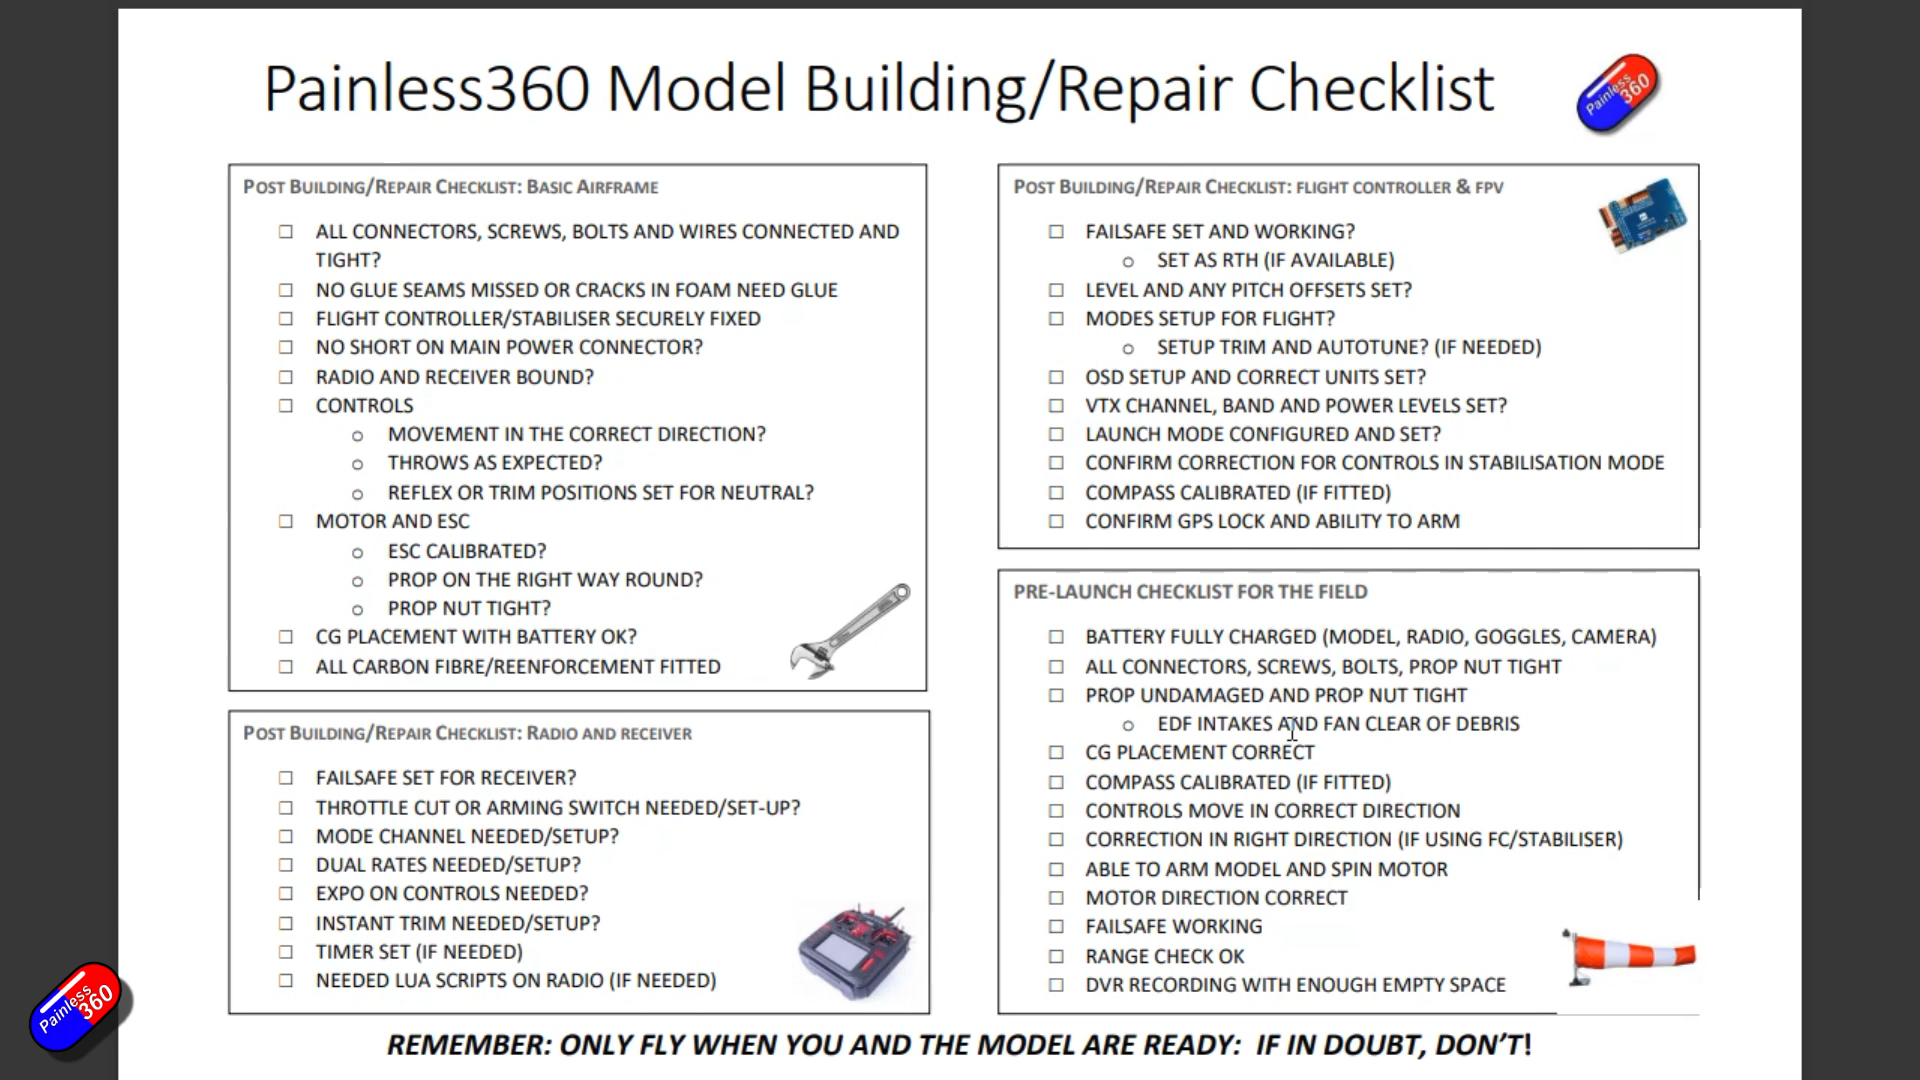 Painless360 Model Building/Repair Checklist
Painless
360
POST BUILDING/REPAIR CHECKLIST: BASIC AIRFRAME
ALL CONNECTORS, SCREWS, BOLTS AND WIRES CONNECTED AND
TIGHT?
NO GLUE SEAMS MISSED OR CRACKS IN FOAM NEED GLUE
FLIGHT CONTROLLER/STABILISER SECURELY FIXED
NO SHORT ON MAIN POWER CONNECTOR?
RADIO AND RECEIVER BOUND?
CONTROLS
MOVEMENT IN THE CORRECT DIRECTION?
THROWS AS EXPECTED?
REFLEX OR TRIM POSITIONS SET FOR NEUTRAL?
MOTOR AND ESC
ESC CALIBRATED?
PROP ON THE RIGHT WAY ROUND?
PROP NUT TIGHT?
CG PLACEMENT WITH BATTERY OK?
ALL CARBON FIBRE/REENFORCEMENT FITTED
POST BUILDING/REPAIR CHECKLIST: RADIO AND RECEIVER
FAILSAFE SET FOR RECEIVER?
THROTTLE CUT OR ARMING SWITCH NEEDED/SET-UP?
MODE CHANNEL NEEDED/SETUP?
DUAL RATES NEEDED/SETUP?
EXPO ON CONTROLS NEEDED?
INSTANT TRIM NEEDED/SETUP?
TIMER SET (IF NEEDED)
NEEDED LUA SCRIPTS ON RADIO (IF NEEDED)
POST BUILDING/REPAIR CHECKLIST: FLIGHT CONTROLLER & FPV
FAILSAFE SET AND WORKING?
SET AS RTH (IF AVAILABLE)
LEVEL AND ANY PITCH OFFSETS SET?
MODES SETUP FOR FLIGHT?
SETUP TRIM AND AUTOTUNE? (IF NEEDED)
OSD SETUP AND CORRECT UNITS SET?
VTX CHANNEL, BAND AND POWER LEVELS SET?
LAUNCH MODE CONFIGURED AND SET?
CONFIRM CORRECTION FOR CONTROLS IN STABILISATION MODE
COMPASS CALIBRATED (IF FITTED)
CONFIRM GPS LOCK AND ABILITY TO ARM
PRE-LAUNCH CHECKLIST FOR THE FIELD
BATTERY FULLY CHARGED (MODEL, RADIO, GOGGLES, CAMERA)
ALL CONNECTORS, SCREWS, BOLTS, PROP NUT TIGHT
PROP UNDAMAGED AND PROP NUT TIGHT
EDF INTAKES AND FAN CLEAR OF DEBRIS
CG PLACEMENT CORRECT
COMPASS CALIBRATED (IF FITTED)
CONTROLS MOVE IN CORRECT DIRECTION
CORRECTION IN RIGHT DIRECTION (IF USING FC/STABILISER)
ABLE TO ARM MODEL AND SPIN MOTOR
MOTOR DIRECTION CORRECT
FAILSAFE WORKING
RANGE CHECK OK
DVR RECORDING WITH ENOUGH EMPTY SPACE
Painless
360
REMEMBER: ONLY FLY WHEN YOU AND THE MODEL ARE READY: IF IN DOUBT, DON'T!